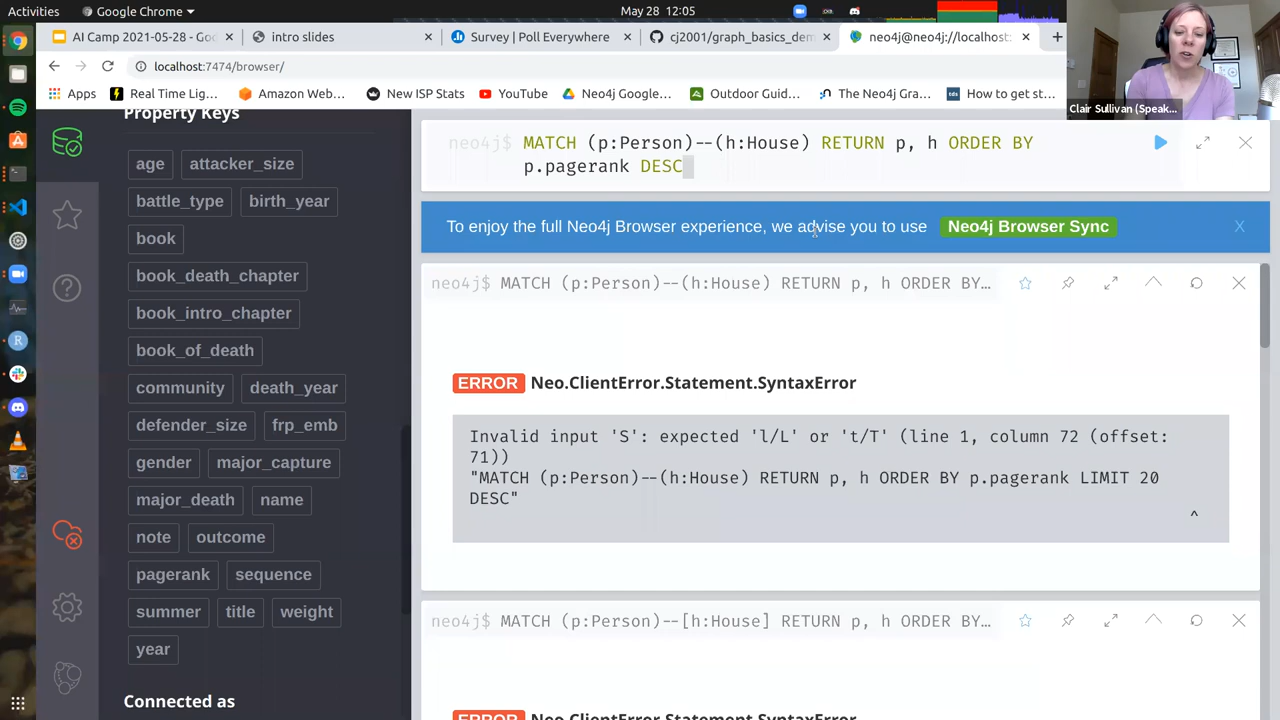 Activities
Google Chrome
May 28 12:05
AI Camp 2021-05-28 - Goog
intro slides
Survey | Poll Everywhere
cj2001/graph_basics_dem
neo4j@neo4j://localhost:
localhost:7474/browser/
Apps
Real Time Lig...
Amazon Web...
New ISP Stats
YouTube
Neo4j Google...
Outdoor Guid...
The Neo4j Gra...
How to get st...
Clair Sullivan (Speak...
Property Keys
age attacker_size
battle_type birth_year
book
book_death_chapter
book_intro_chapter
book_of_death
community death_year
defender_size frp_emb
gender major_capture
major_death name
note outcome
pagerank sequence
summer title weight
year
Connected as
neo4j$ MATCH (p:Person)--(h:House) RETURN p, h ORDER BY
p.pagerank DESC
To enjoy the full Neo4j Browser experience, we advise you to use Neo4j Browser Sync X
neo4j$ MATCH (p:Person)--(h:House) RETURN p, h ORDER BY...
ERROR Neo.ClientError.Statement.SyntaxError
Invalid input 'S': expected 'l/L' or 't/T' (line 1, column 72 (offset:
71))
"MATCH (p:Person)--(h:House) RETURN p, h ORDER BY p.pagerank LIMIT 20
DESC"
^
neo4j$ MATCH (p:Person)--[h:House] RETURN p, h ORDER BY...
ERROR Neo.ClientError.Statement.SyntaxError